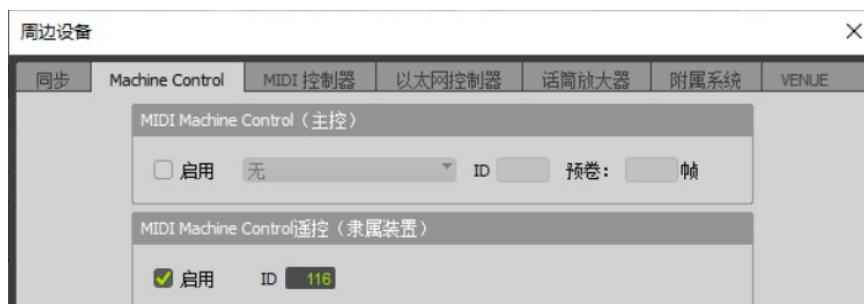 周边设备
同步 Machine Control MIDI 控制器 以太网控制器 话筒放大器 附属系统 VENUE
MIDI Machine Control（主控）
启用 无 ID 预卷： 帧
MIDI Machine Control遥控（隶属装置）
启用 ID 116